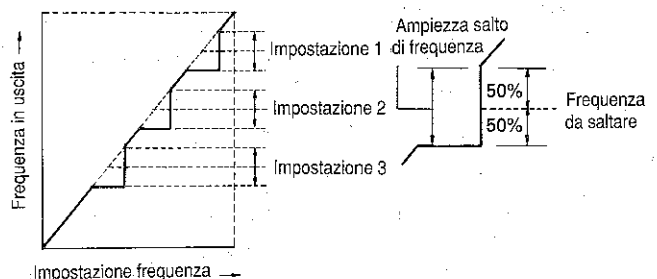 Frequenza in uscita
Impostazione 1
Impostazione 2
Impostazione 3
Impostazione frequenza
Ampiezza salto
di frequenza
50%
50%
Frequenza
da saltare